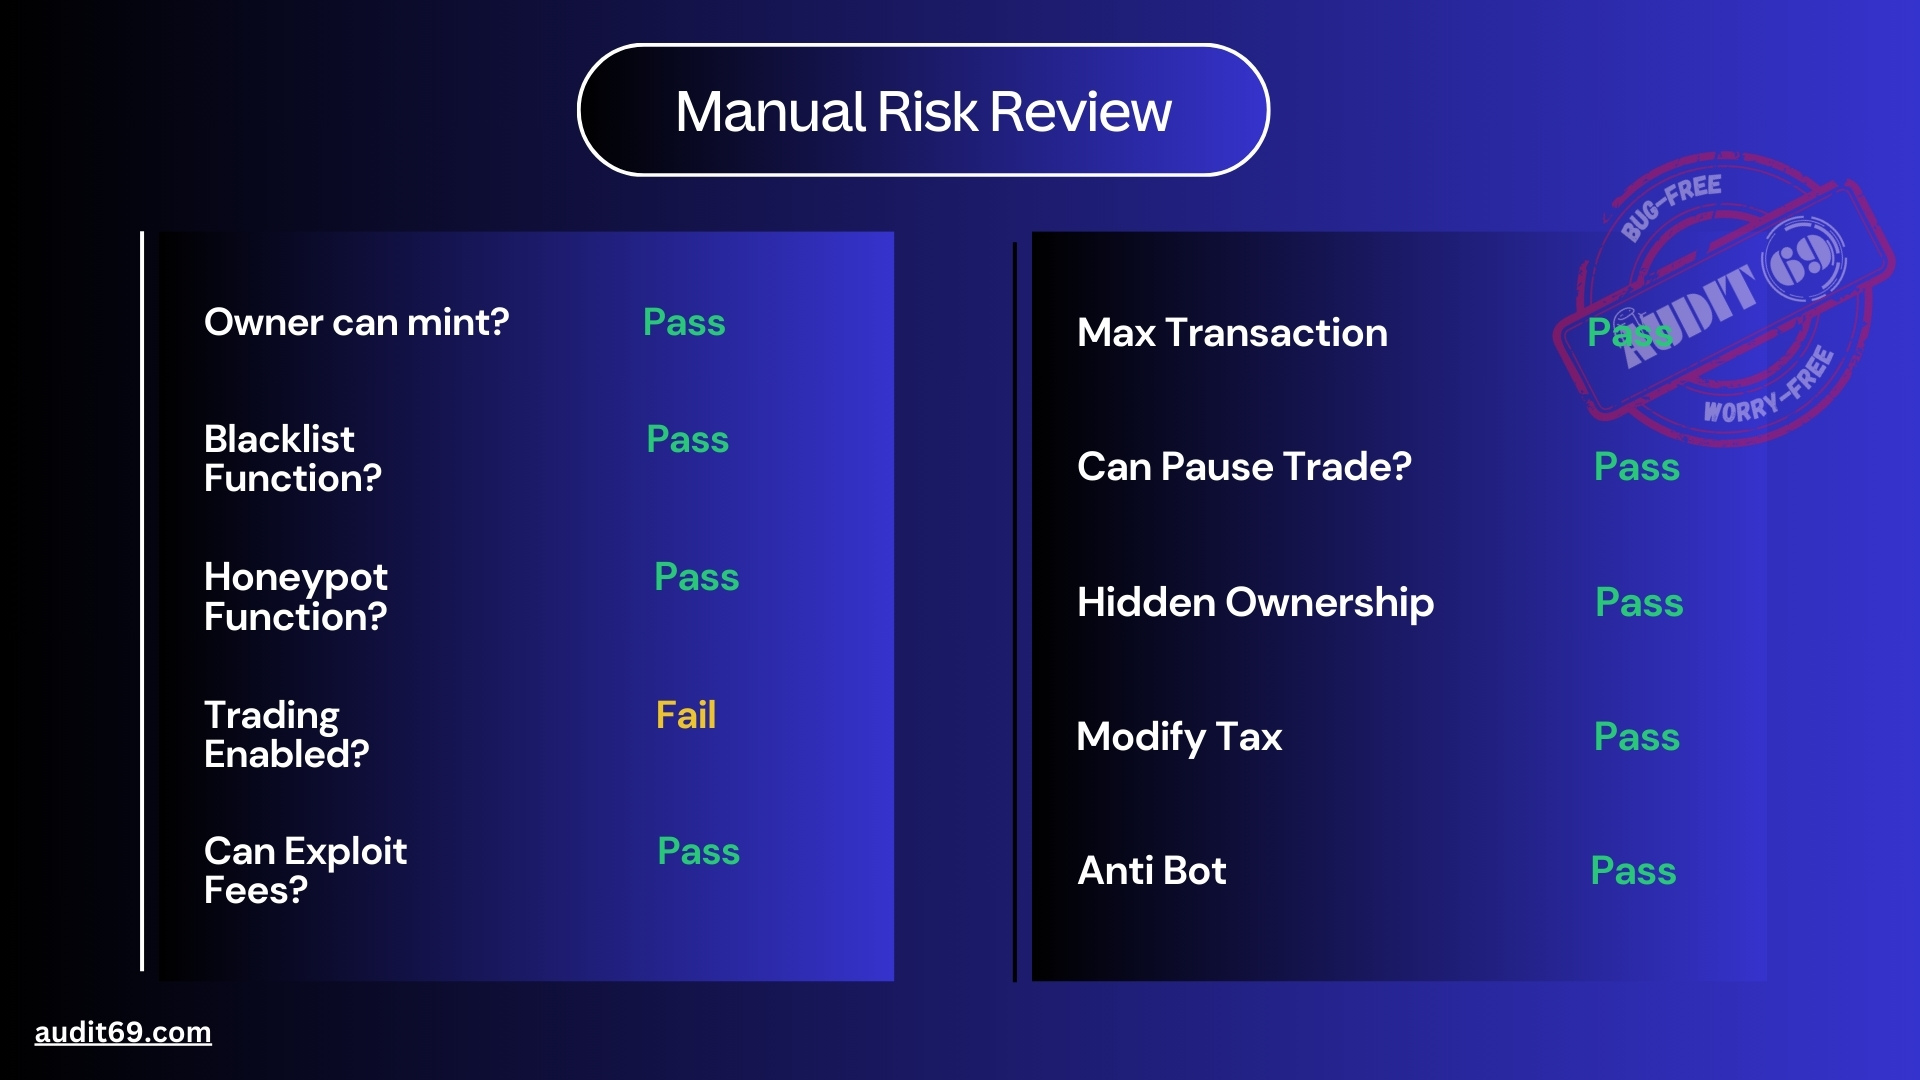 Manual Risk Review
Owner can mint? Pass
Blacklist Pass
Function?
Honeypot Pass
Function?
Trading Fail
Enabled?
Can Exploit Pass
Fees?
BUG-FREE
AUDIT 69
WORRY-FREE
Max Transaction Pass
Can Pause Trade? Pass
Hidden Ownership Pass
Modify Tax Pass
Anti Bot Pass
audit69.com